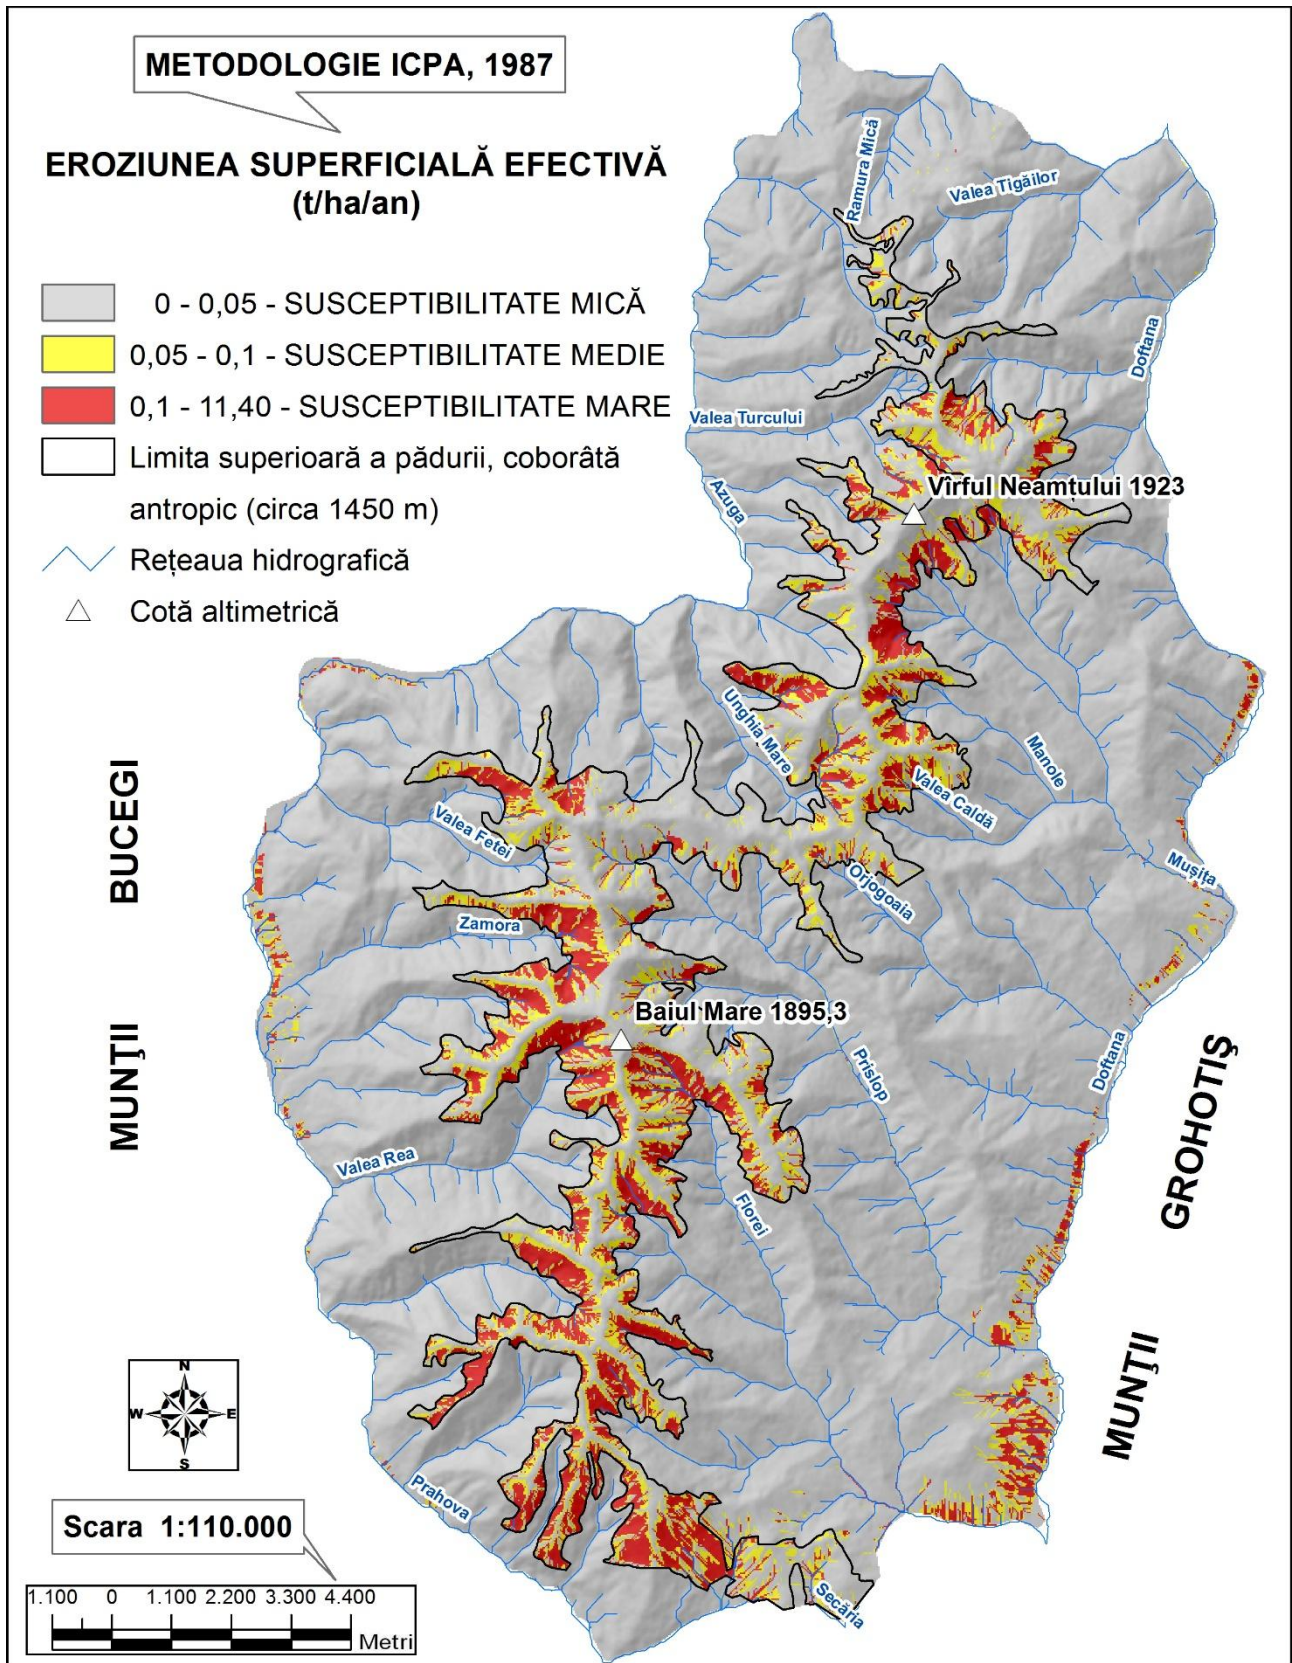 METODOLOGIE ICPA, 1987
EROZIUNEA SUPERFICIALĂ EFECTIVĂ
(t/ha/an)
0 - 0,05 - SUSCEPTIBILITATE MICĂ
0,05 - 0,1 - SUSCEPTIBILITATE MEDIE
0,1 - 11,40 - SUSCEPTIBILITATE MARE
Limita superioară a pădurii, coborâtă
antropic (circa 1450 m)
Rețeaua hidrografică
Cotă altimetrică
Ramura Mică
Valea Tigăilor
Doftana
Valea Turcului
Azuga
Vîrful Neamtului 1923
Unghia Mare
Manole
Valea Caldă
Mușița
Orjogoaia
BUCEGI
MUNŢII
Valea Fetei
Zamora
Baiul Mare 1895,3
Prislop
Doftana
GROHOTIŞ
MUNŢII
Valea Rea
Florei
Prahova
Secăria
N
W
E
S
Scara 1:110.000
1.100 0 1.100 2.200 3.300 4.400
Metri